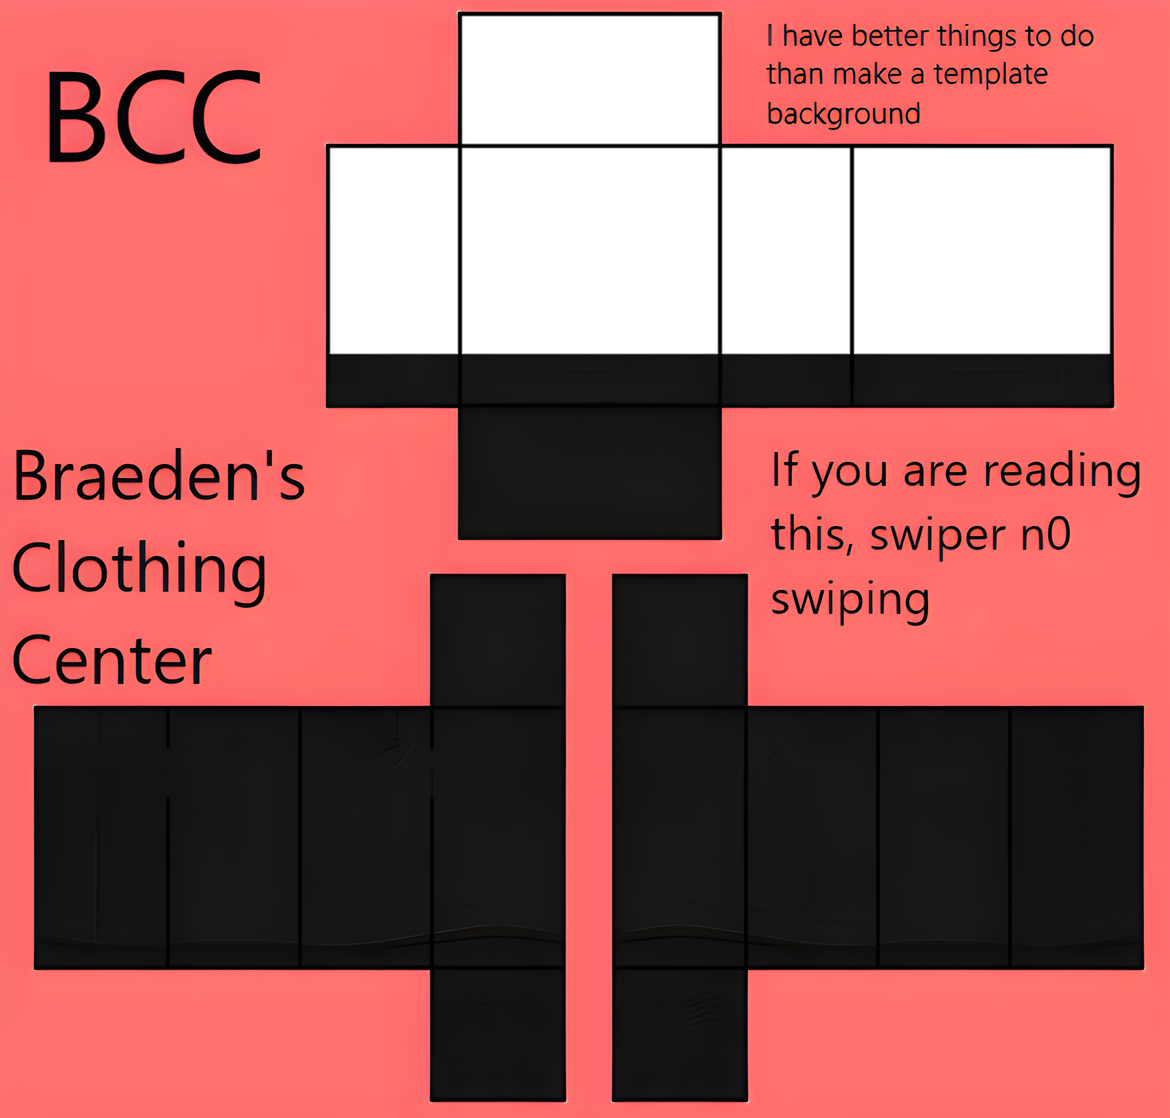 BCC
I have better things to do
than make a template
background
Braeden's
Clothing
Center
If you are reading
this, swiper n0
swiping